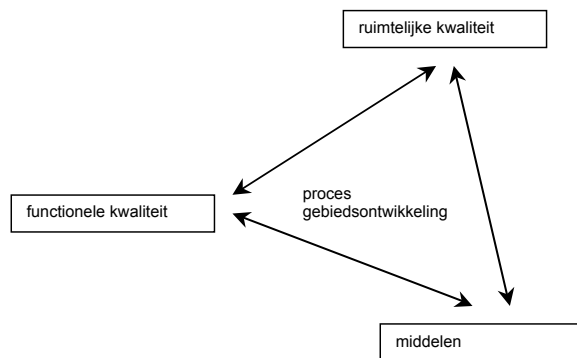 ruimtelijke kwaliteit
functionele kwaliteit
proces
gebiedsontwikkeling
middelen